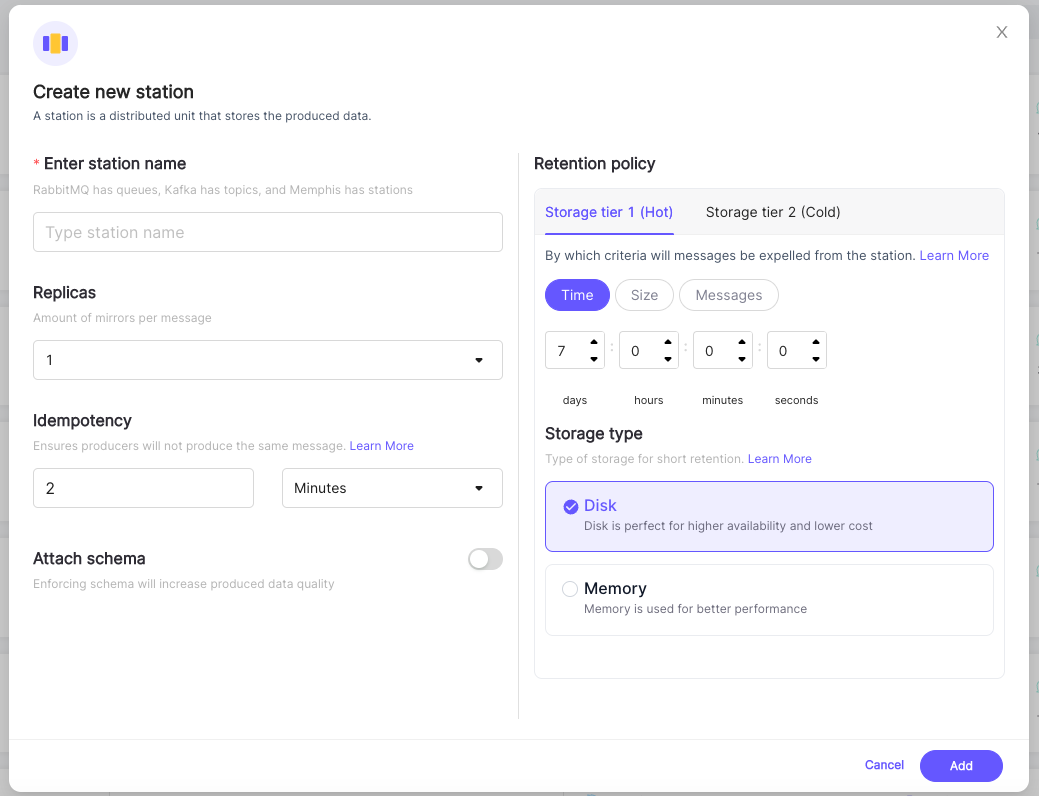 X
Create new station
A station is a distributed unit that stores the produced data.
* Enter station name
RabbitMQ has queues, Kafka has topics, and Memphis has stations
Type station name
Replicas
Amount of mirrors per message
1
Idempotency
Ensures producers will not produce the same message. Learn More
2 Minutes
Attach schema
Enforcing schema will increase produced data quality
Retention policy
Storage tier 1 (Hot) Storage tier 2 (Cold)
By which criteria will messages be expelled from the station. Learn More
Time Size Messages
7 : 0 : 0 : 0
days hours minutes seconds
Storage type
Type of storage for short retention. Learn More
Disk
Disk is perfect for higher availability and lower cost
Memory
Memory is used for better performance
Cancel Add